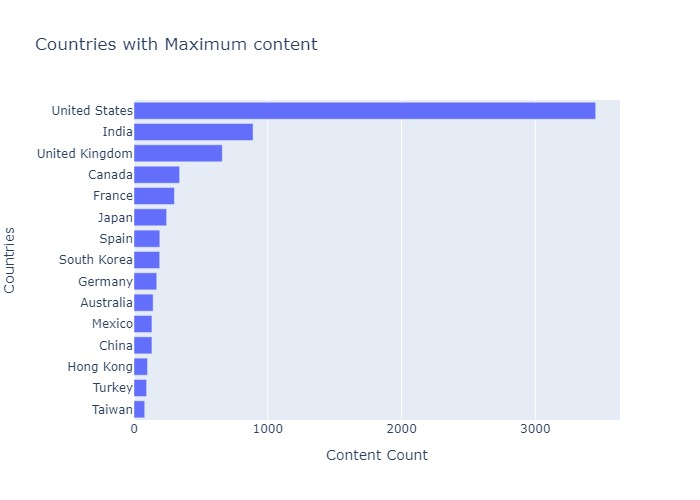 Countries with Maximum content
Countries
United States
India
United Kingdom
Canada
France
Japan
Spain
South Korea
Germany
Australia
Mexico
China
Hong Kong
Turkey
Taiwan
0 1000 2000 3000
Content Count